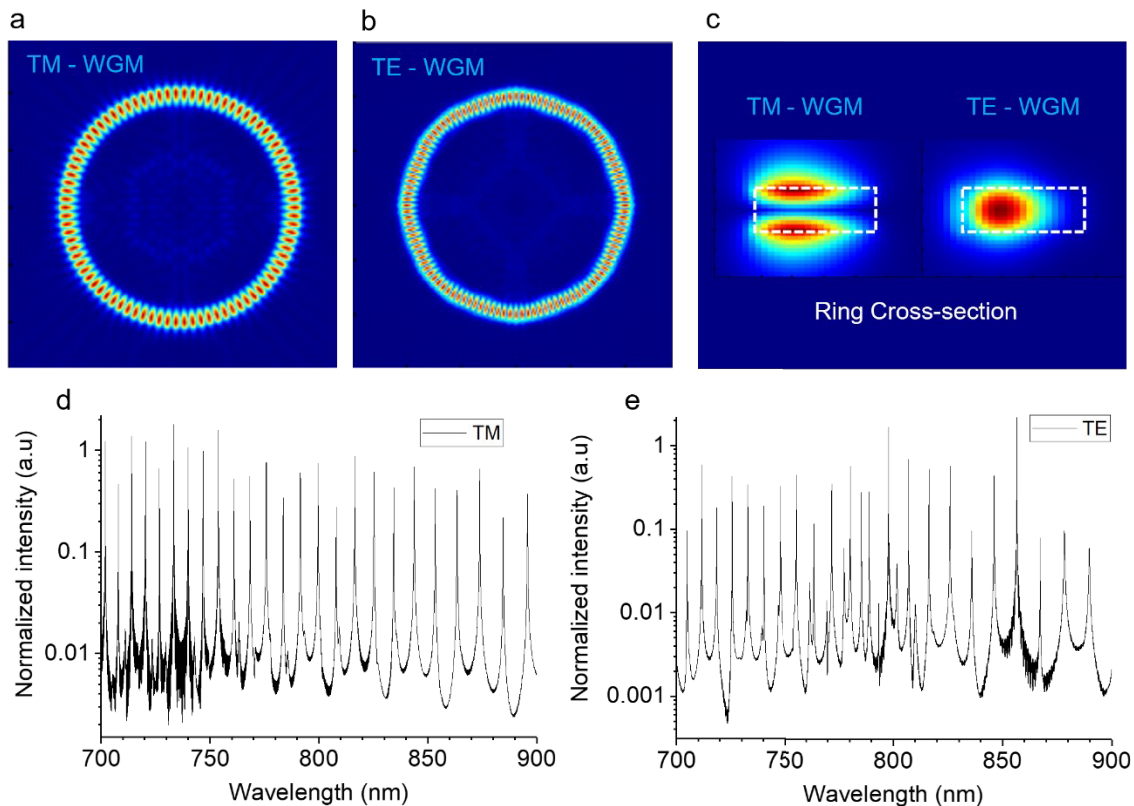 a
TM - WGM
b
TE - WGM
c
TM - WGM
TE - WGM
Ring Cross-section
d
TM
1
0.1
0.01
Normalized intensity (a.u)
700
750
800
850
900
Wavelength (nm)
e
TE
1
0.1
0.01
0.001
Normalized intensity (a.u)
700
750
800
850
900
Wavelength (nm)